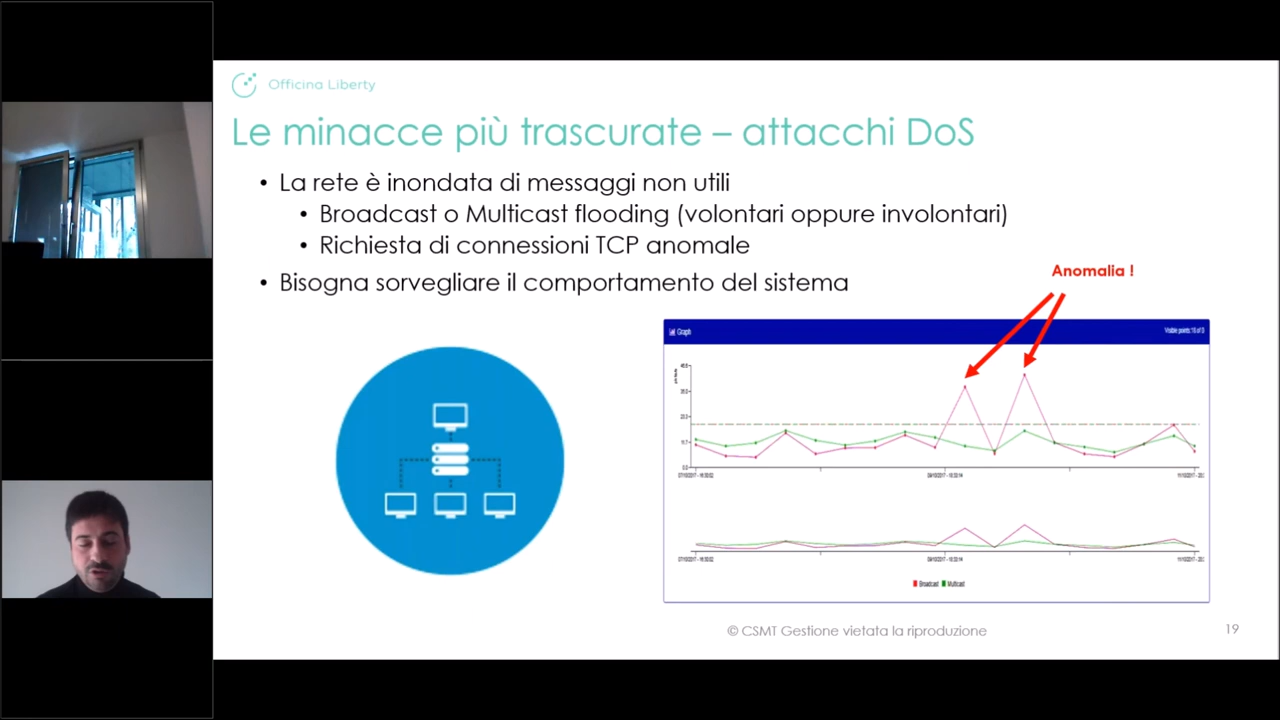 Officina Liberty
Le minacce più trascurate – attacchi DoS
• La rete è inondata di messaggi non utili
• Broadcast o Multicast flooding (volontari oppure involontari)
• Richiesta di connessioni TCP anomale
• Bisogna sorvegliare il comportamento del sistema
Anomalia !
Graph
Broadcast Multicast
© CSMT Gestione vietata la riproduzione
19